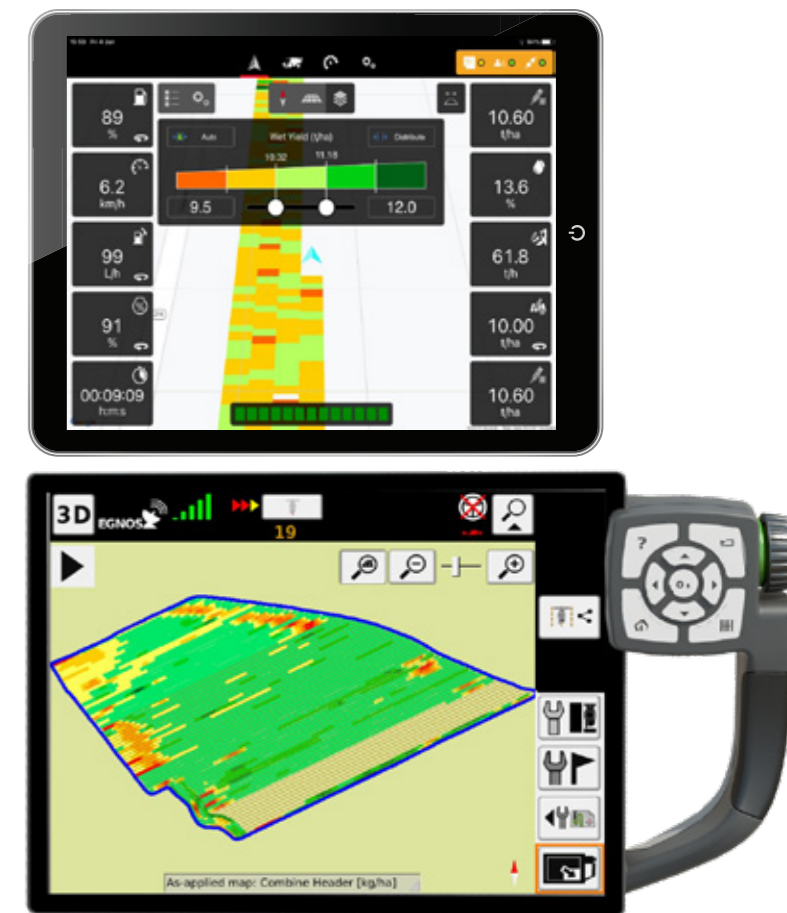 89
%
6.2
km/h
99
L/h
91
%
00:09:09
h:m:s
Auto
Wet Yield (t/ha)
Distribute
10.32
11.18
9.5
12.0
10.60
t/ha
13.6
%
61.8
t/h
10.00
t/ha
10.60
t/ha
3D
EGNOS
19
?
As-applied map: Combine Header [kg/ha]